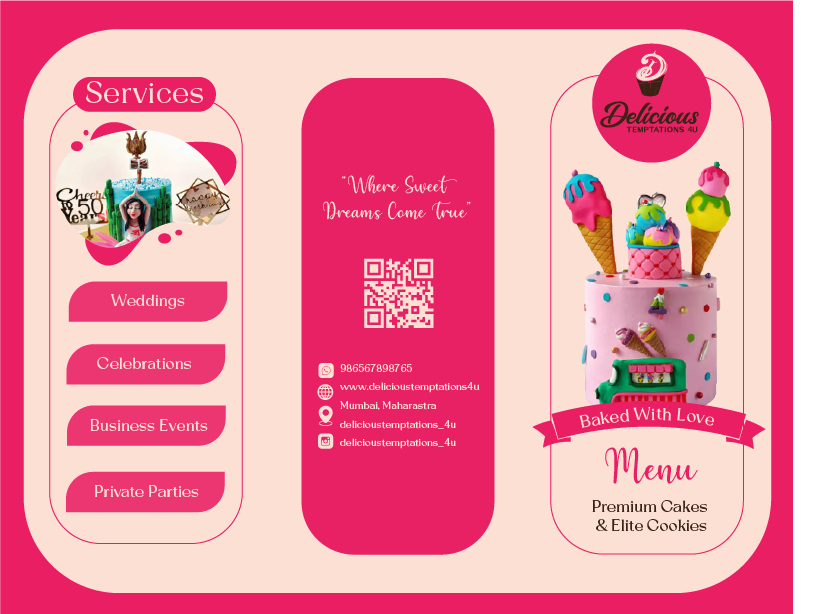 Services
Cheers
to 50
Years
Weddings
Celebrations
Business Events
Private Parties
"Where Sweet
Dreams Come True"
986567898765
www.delicioustemptations4u
Mumbai, Maharastra
delicioustemptations_4u
delicioustemptations_4u
Delicious
TEMPTATIONS 4U
Baked With Love
Menu
Premium Cakes
& Elite Cookies